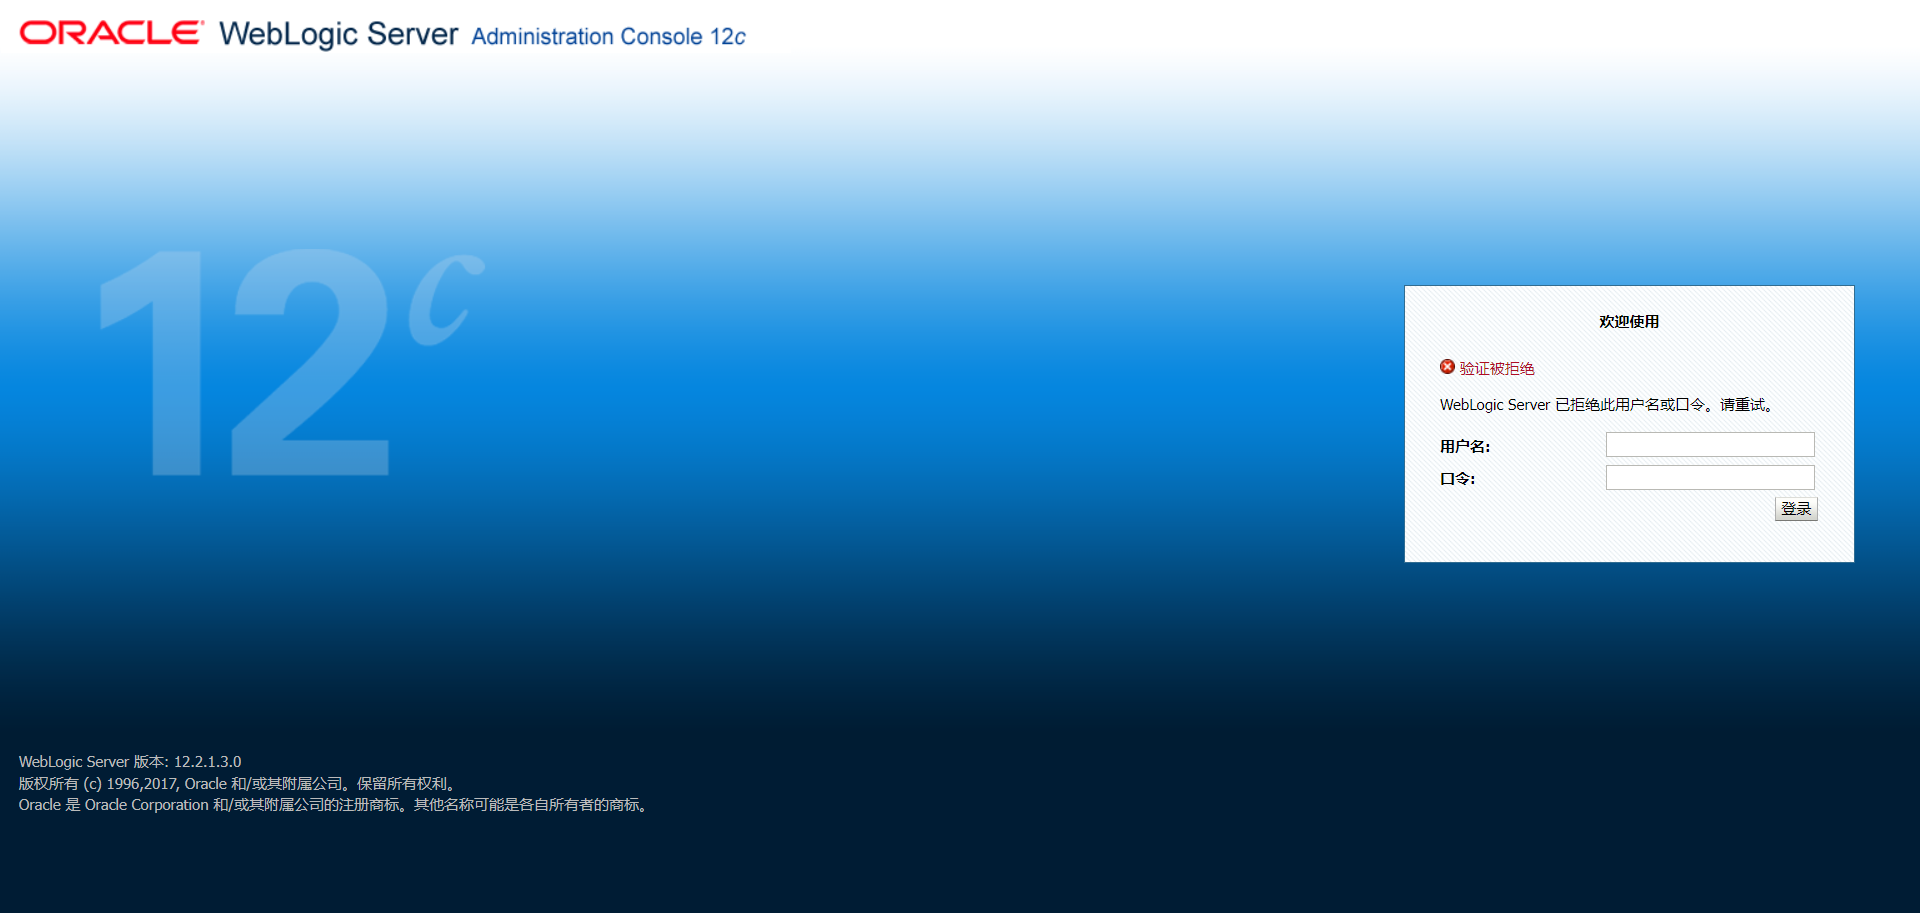 ORACLE WebLogic Server Administration Console 12c
12c
欢迎使用
验证被拒绝
WebLogic Server 已拒绝此用户名或口令。请重试。
用户名:
口令:
登录
WebLogic Server 版本: 12.2.1.3.0
版权所有 (c) 1996,2017, Oracle 和/或其附属公司。保留所有权利。
Oracle 是 Oracle Corporation 和/或其附属公司的注册商标。其他名称可能是各自所有者的商标。